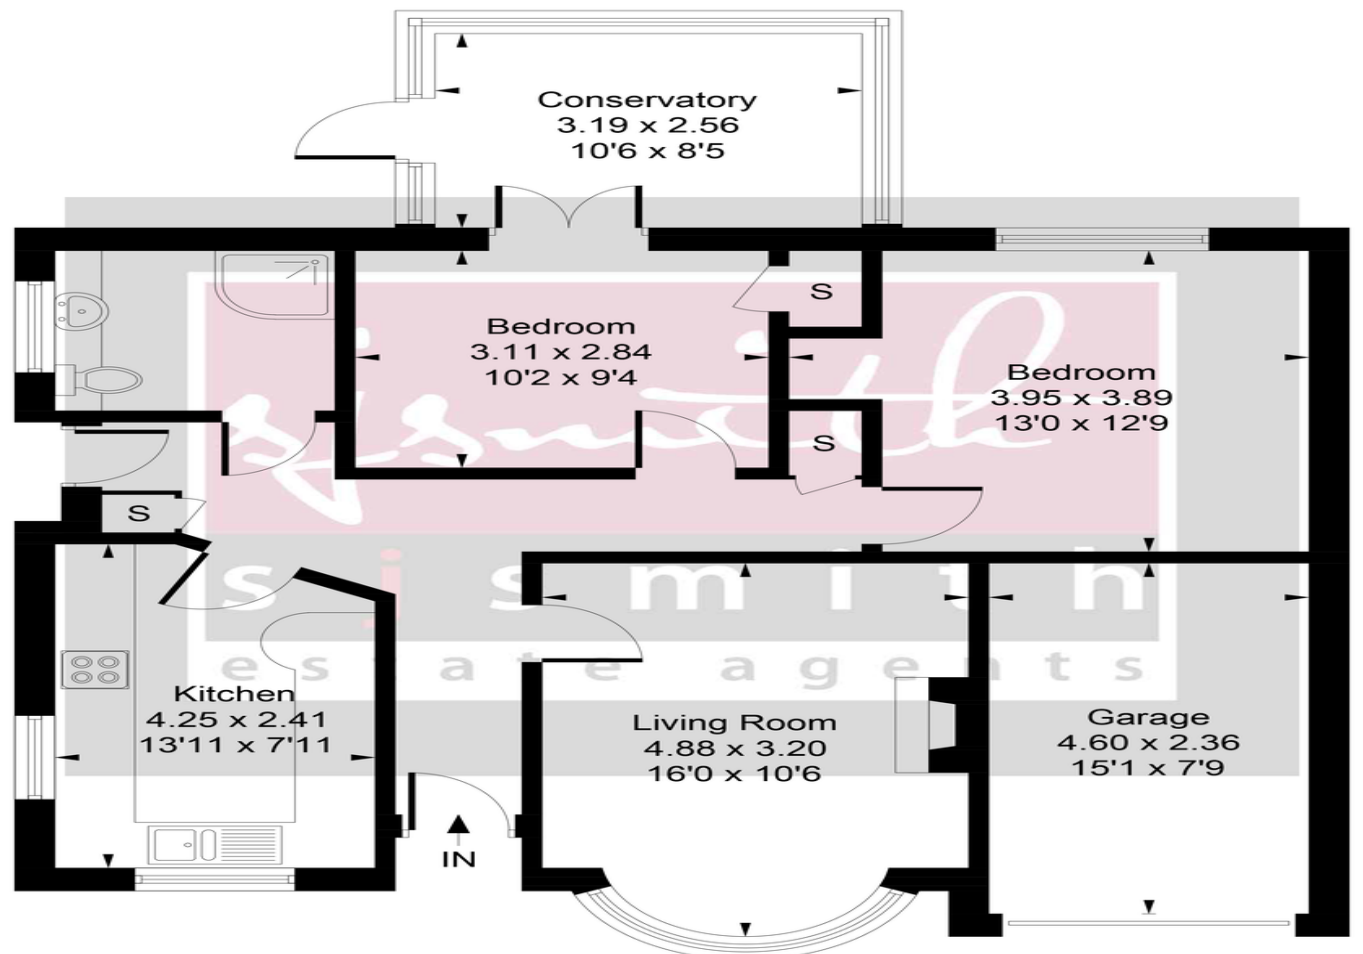 Conservatory
3.19 x 2.56
10'6 x 8'5
Bedroom
3.11 x 2.84
10'2 x 9'4
S
Bedroom
3.95 x 3.89
13'0 x 12'9
S
S
sjsmith
sjsmith
estate agents
Kitchen
4.25 x 2.41
13'11 x 7'11
Living Room
4.88 x 3.20
16'0 x 10'6
Garage
4.60 x 2.36
15'1 x 7'9
IN